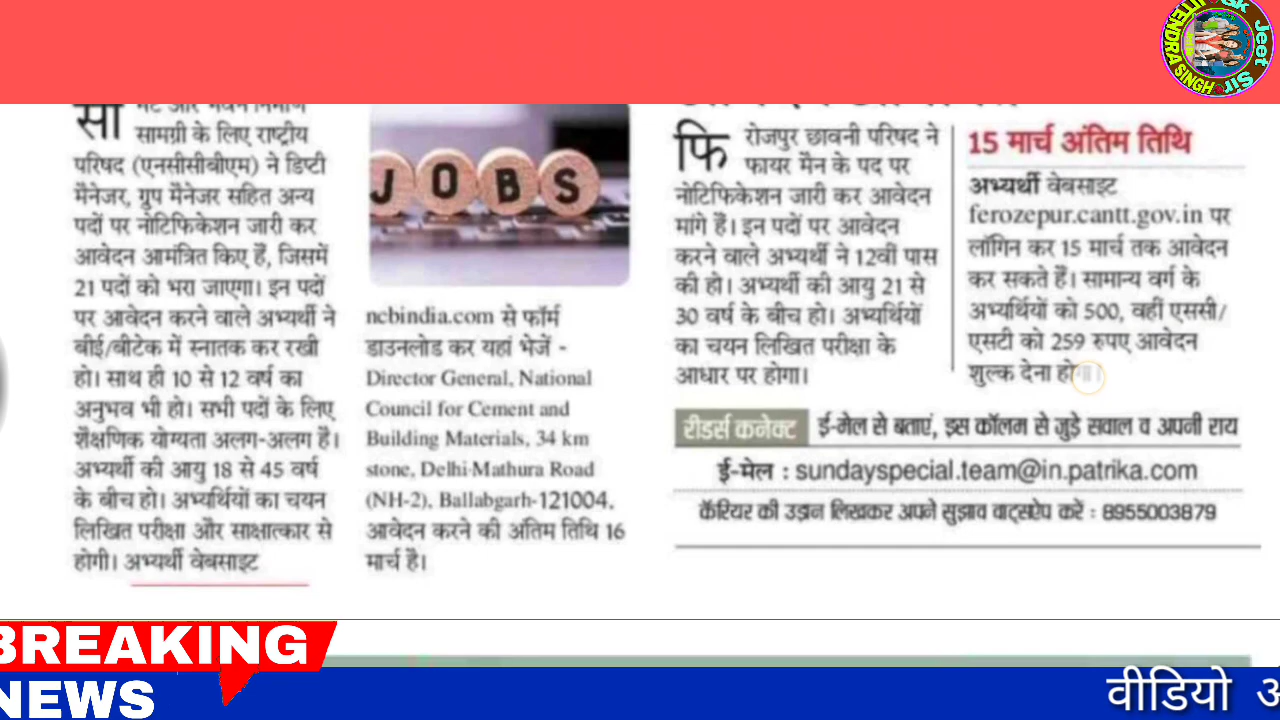 सी
सामग्री के लिए राष्ट्रीय
परिषद (एनसीसीबीएम) ने डिप्टी
मैनेजर, ग्रुप मैनेजर सहित अन्य
पदों पर नोटिफिकेशन जारी कर
आवेदन आमंत्रित किए हैं, जिसमें
21 पदों को भरा जाएगा। इन पदों
पर आवेदन करने वाले अभ्यर्थी ने
बीई/बीटेक में स्नातक कर रखी
हो। साथ ही 10 से 12 वर्ष का
अनुभव भी हो। सभी पदों के लिए
शैक्षणिक योग्यता अलग-अलग है।
अभ्यर्थी की आयु 18 से 45 वर्ष
के बीच हो। अभ्यर्थियों का चयन
लिखित परीक्षा और साक्षात्कार से
होगी। अभ्यर्थी वेबसाइट
JOBS
ncbindia.com से फॉर्म
डाउनलोड कर यहां भेजें -
Director General, National
Council for Cement and
Building Materials, 34 km
stone, Delhi-Mathura Road
(NH-2), Ballabgarh-121004.
आवेदन करने की अंतिम तिथि 16
मार्च है।
फिरोजपुर छावनी परिषद ने
फायर मैन के पद पर
नोटिफिकेशन जारी कर आवेदन
मांगे हैं। इन पदों पर आवेदन
करने वाले अभ्यर्थी ने 12वीं पास
की हो। अभ्यर्थी की आयु 21 से
30 वर्ष के बीच हो। अभ्यर्थियों
का चयन लिखित परीक्षा के
आधार पर होगा।
15 मार्च अंतिम तिथि
अभ्यर्थी वेबसाइट
ferozepur.cantt.gov.in पर
लॉगिन कर 15 मार्च तक आवेदन
कर सकते हैं। सामान्य वर्ग के
अभ्यर्थियों को 500, वहीं एससी/
एसटी को 259 रुपए आवेदन
शुल्क देना होगा।
रीडर्स कनेक्ट ई-मेल से बताएं, इस कॉलम से जुड़े सवाल व अपनी राय
ई-मेल : sundayspecial.team@in.patrika.com
कॅरियर की उड़ान लिखकर अपने सुझाव वाट्सऐप करें : 8955003879
JITENDRA SINGH Gk Jeet Sir
BREAKING
NEWS
वीडियो